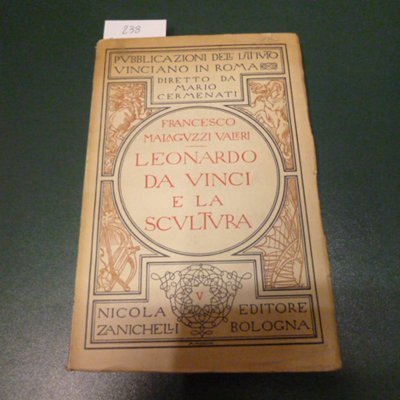 238
PVBBLICAZIONI DELL' ISTITVTO
VINCIANO IN ROMA
DIRETTO DA
MARIO
CERMENATI
FRANCESCO
MALAGVZZI VALERI
LEONARDO
DA VINCI
E LA
SCVLTVRA
V
NICOLA EDITORE
ZANICHELLI BOLOGNA